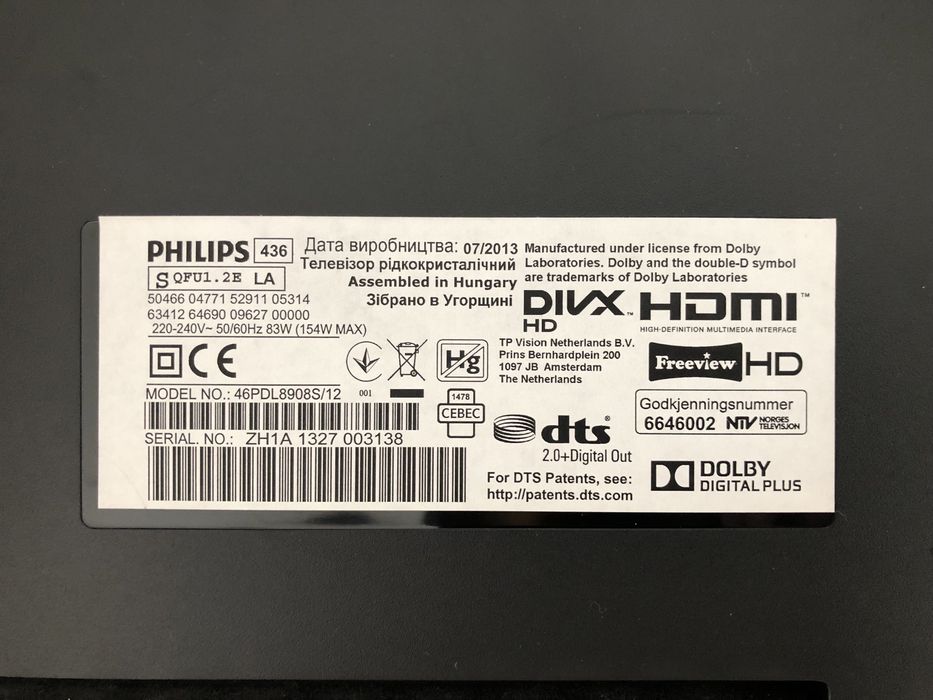 PHILIPS 436
S QFU1.2E LA
50466 04771 52911 05314
63412 64690 09627 00000
220-240V~ 50/60Hz 83W (154W MAX)
CE
MODEL NO.: 46PDL8908S/12
SERIAL. NO.: ZH1A 1327 003138
Дата виробництва: 07/2013
Телевізор рідкокристалічний
Assembled in Hungary
Зібрано в Угорщині
Hg
001
1478
CEBEC
Manufactured under license from Dolby
Laboratories. Dolby and the double-D symbol
are trademarks of Dolby Laboratories
DIVX™ HD
HDMI™
HIGH-DEFINITION MULTIMEDIA INTERFACE
TP Vision Netherlands B.V.
Prins Bernhardplein 200
1097 JB Amsterdam
The Netherlands
Freeview HD
Godkjenningsnummer
6646002 NTV NORGES TELEVISJON
dts®
2.0+Digital Out
For DTS Patents, see:
http://patents.dts.com
DOLBY
DIGITAL PLUS